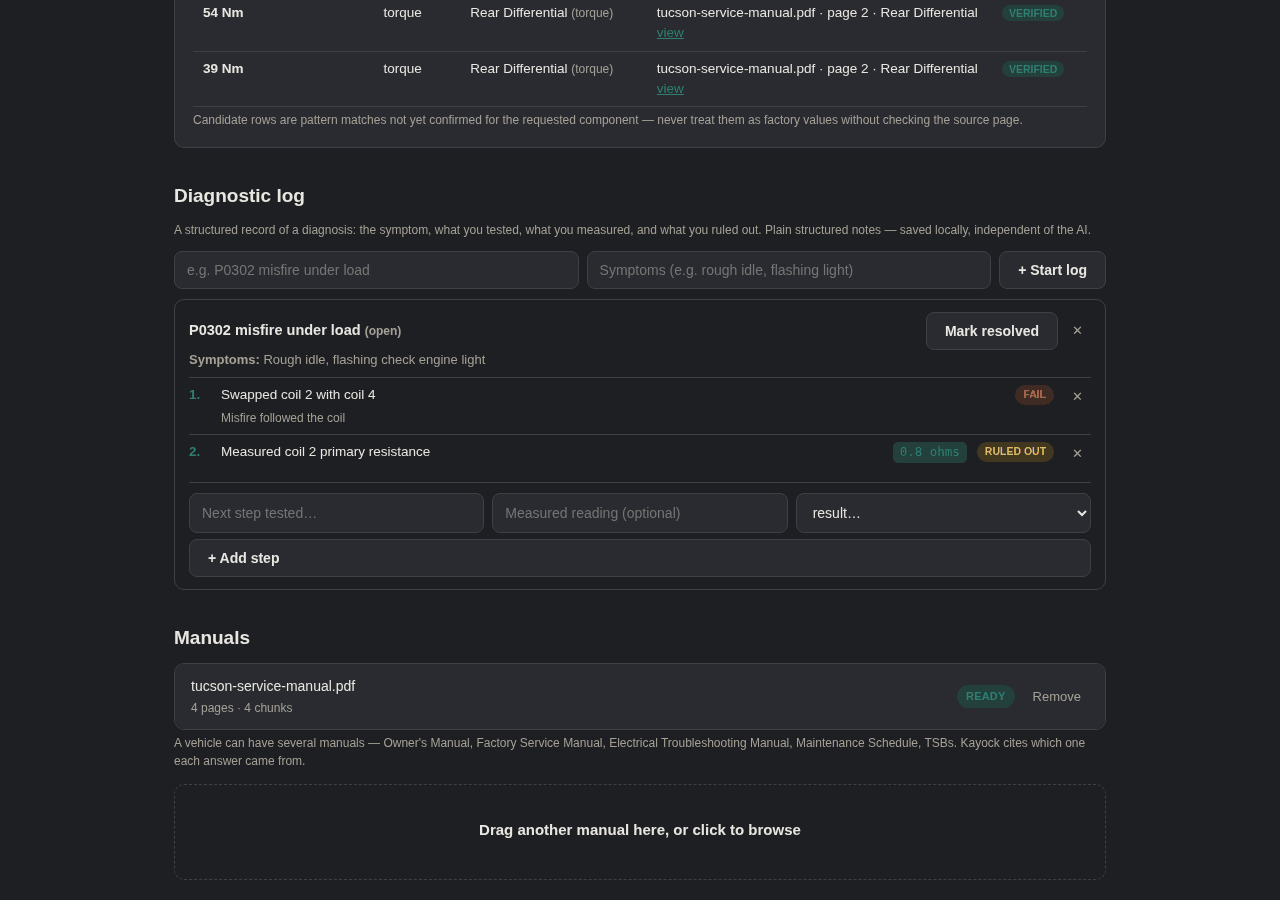 54 Nm torque Rear Differential (torque) tucson-service-manual.pdf · page 2 · Rear Differential VERIFIED
view
39 Nm torque Rear Differential (torque) tucson-service-manual.pdf · page 2 · Rear Differential VERIFIED
view
Candidate rows are pattern matches not yet confirmed for the requested component — never treat them as factory values without checking the source page.
Diagnostic log
A structured record of a diagnosis: the symptom, what you tested, what you measured, and what you ruled out. Plain structured notes — saved locally, independent of the AI.
e.g. P0302 misfire under load Symptoms (e.g. rough idle, flashing light) + Start log
P0302 misfire under load (open) Mark resolved ×
Symptoms: Rough idle, flashing check engine light
1. Swapped coil 2 with coil 4 FAIL ×
Misfire followed the coil
2. Measured coil 2 primary resistance 0.8 ohms RULED OUT ×
Next step tested… Measured reading (optional) result…
+ Add step
Manuals
tucson-service-manual.pdf
4 pages · 4 chunks READY Remove
A vehicle can have several manuals — Owner's Manual, Factory Service Manual, Electrical Troubleshooting Manual, Maintenance Schedule, TSBs. Kayock cites which one
each answer came from.
Drag another manual here, or click to browse